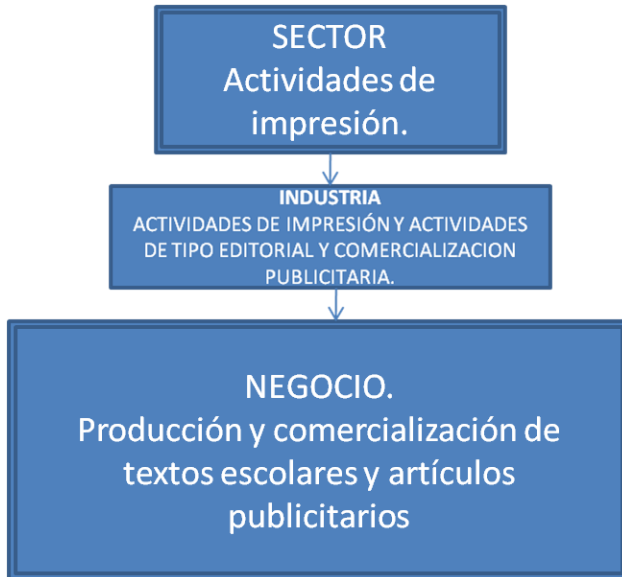 SECTOR
Actividades de
impresión.
INDUSTRIA
ACTIVIDADES DE IMPRESIÓN Y ACTIVIDADES
DE TIPO EDITORIAL Y COMERCIALIZACION
PUBLICITARIA.
NEGOCIO.
Producción y comercialización de
textos escolares y artículos
publicitarios